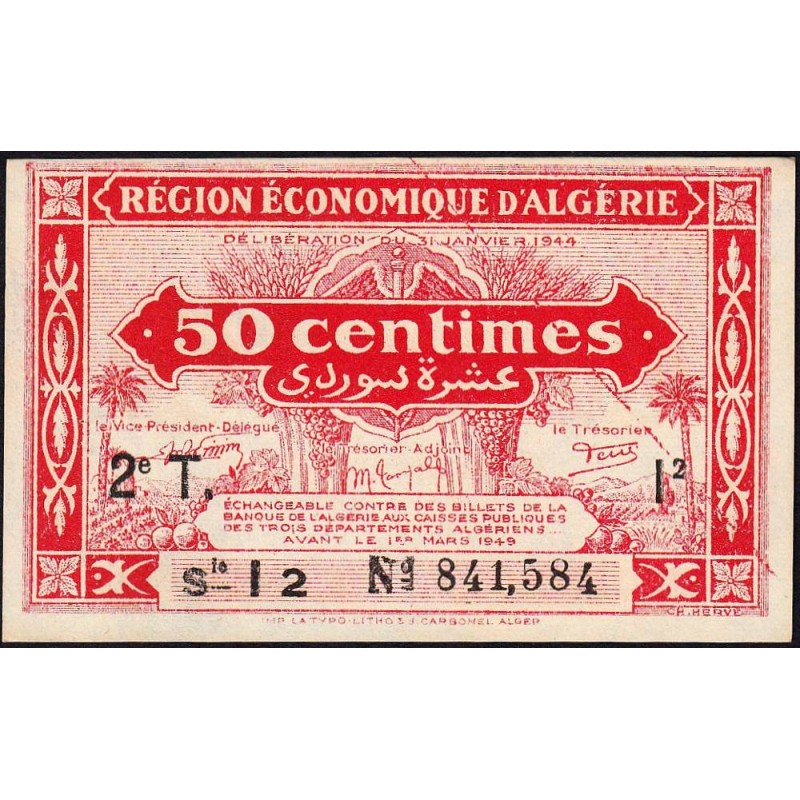 RÉGION ÉCONOMIQUE D'ALGÉRIE
DÉLIBÉRATION DU 31 JANVIER 1944
· 50 centimes ·
عشرة سوردي
le Vice Président-Délégué
le Trésorier-Adjoint
le Trésorier
2e T.
I2
ÉCHANGEABLE CONTRE DES BILLETS DE LA
BANQUE DE L'ALGÉRIE AUX CAISSES PUBLIQUES
DES TROIS DÉPARTEMENTS ALGÉRIENS
AVANT LE 1ER MARS 1949
Sie I2 No 841,584
CH. HERVÉ
IMP. LA TYPO-LITHO & J. CARBONEL ALGER